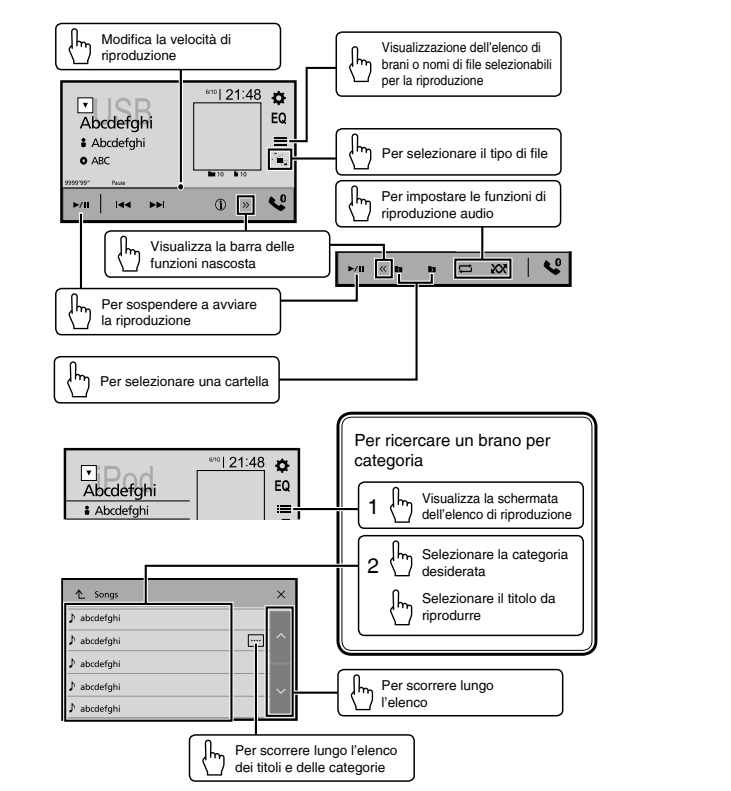 Modifica la velocità di
riproduzione
Visualizzazione dell'elenco di
brani o nomi di file selezionabili
per la riproduzione
USB
6/10 | 21:48
EQ
Abcdefghi
Abcdefghi
ABC
10 10
9999'99" Pause
Per selezionare il tipo di file
Per impostare le funzioni di
riproduzione audio
Visualizza la barra delle
funzioni nascosta
Per sospendere a avviare
la riproduzione
Per selezionare una cartella
Per ricercare un brano per
categoria
iPod
6/10 | 21:48
EQ
Abcdefghi
Abcdefghi
1 Visualizza la schermata
dell'elenco di riproduzione
2 Selezionare la categoria
desiderata
Selezionare il titolo da
riprodurre
Songs
abcdefghi
abcdefghi
abcdefghi
abcdefghi
abcdefghi
Per scorrere lungo
l'elenco
Per scorrere lungo l'elenco
dei titoli e delle categorie